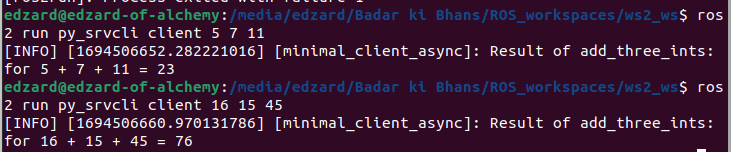 edzard@edzard-of-alchemy:/media/edzard/Badar ki Bhans/ROS_workspaces/ws2_ws$ ros
2 run py_srvcli client 5 7 11
[INFO] [1694506652.282221016] [minimal_client_async]: Result of add_three_ints:
for 5 + 7 + 11 = 23
edzard@edzard-of-alchemy:/media/edzard/Badar ki Bhans/ROS_workspaces/ws2_ws$ ros
2 run py_srvcli client 16 15 45
[INFO] [1694506660.970131786] [minimal_client_async]: Result of add_three_ints:
for 16 + 15 + 45 = 76